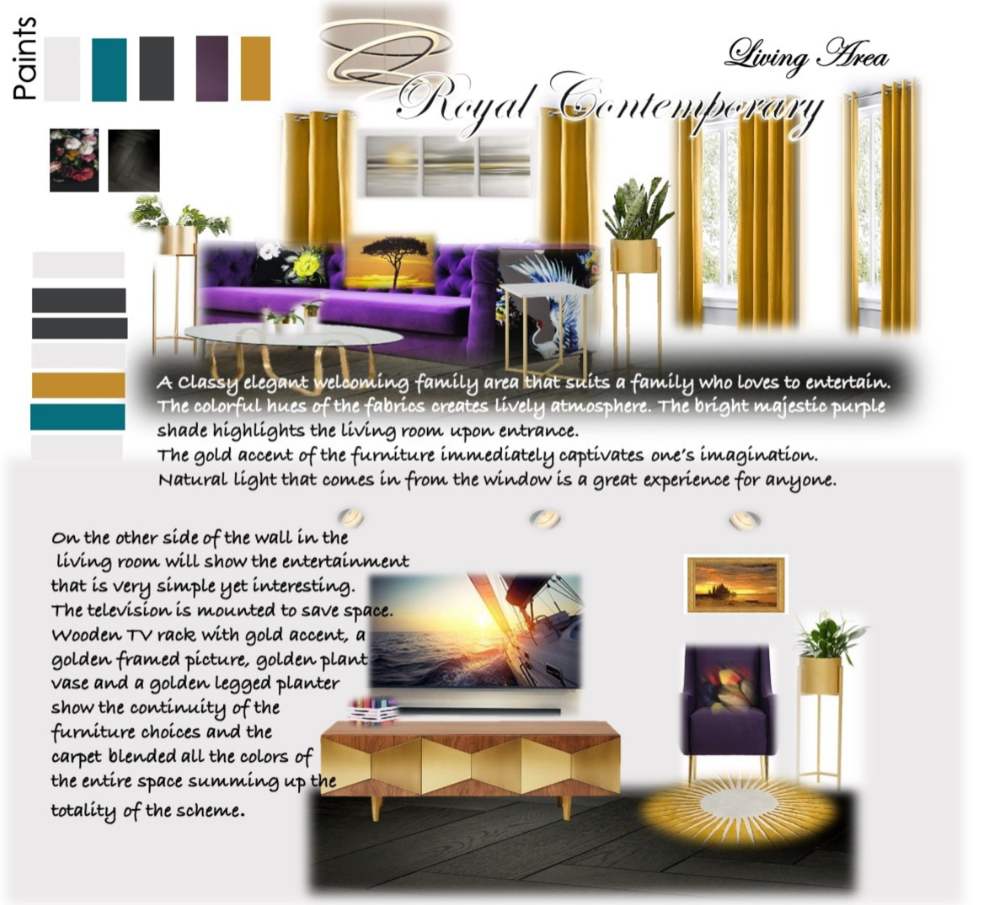 Paints
Living Area
Royal Contemporary
A Classy elegant welcoming family area that suits a family who loves to entertain.
The colorful hues of the fabrics creates lively atmosphere. The bright majestic purple
shade highlights the living room upon entrance.
The gold accent of the furniture immediately captivates one's imagination.
Natural light that comes in from the window is a great experience for anyone.
On the other side of the wall in the
living room will show the entertainment
that is very simple yet interesting.
The television is mounted to save space.
Wooden TV rack with gold accent, a
golden framed picture, golden plant
vase and a golden legged planter
show the continuity of the
furniture choices and the
carpet blended all the colors of
the entire space summing up the
totality of the scheme.